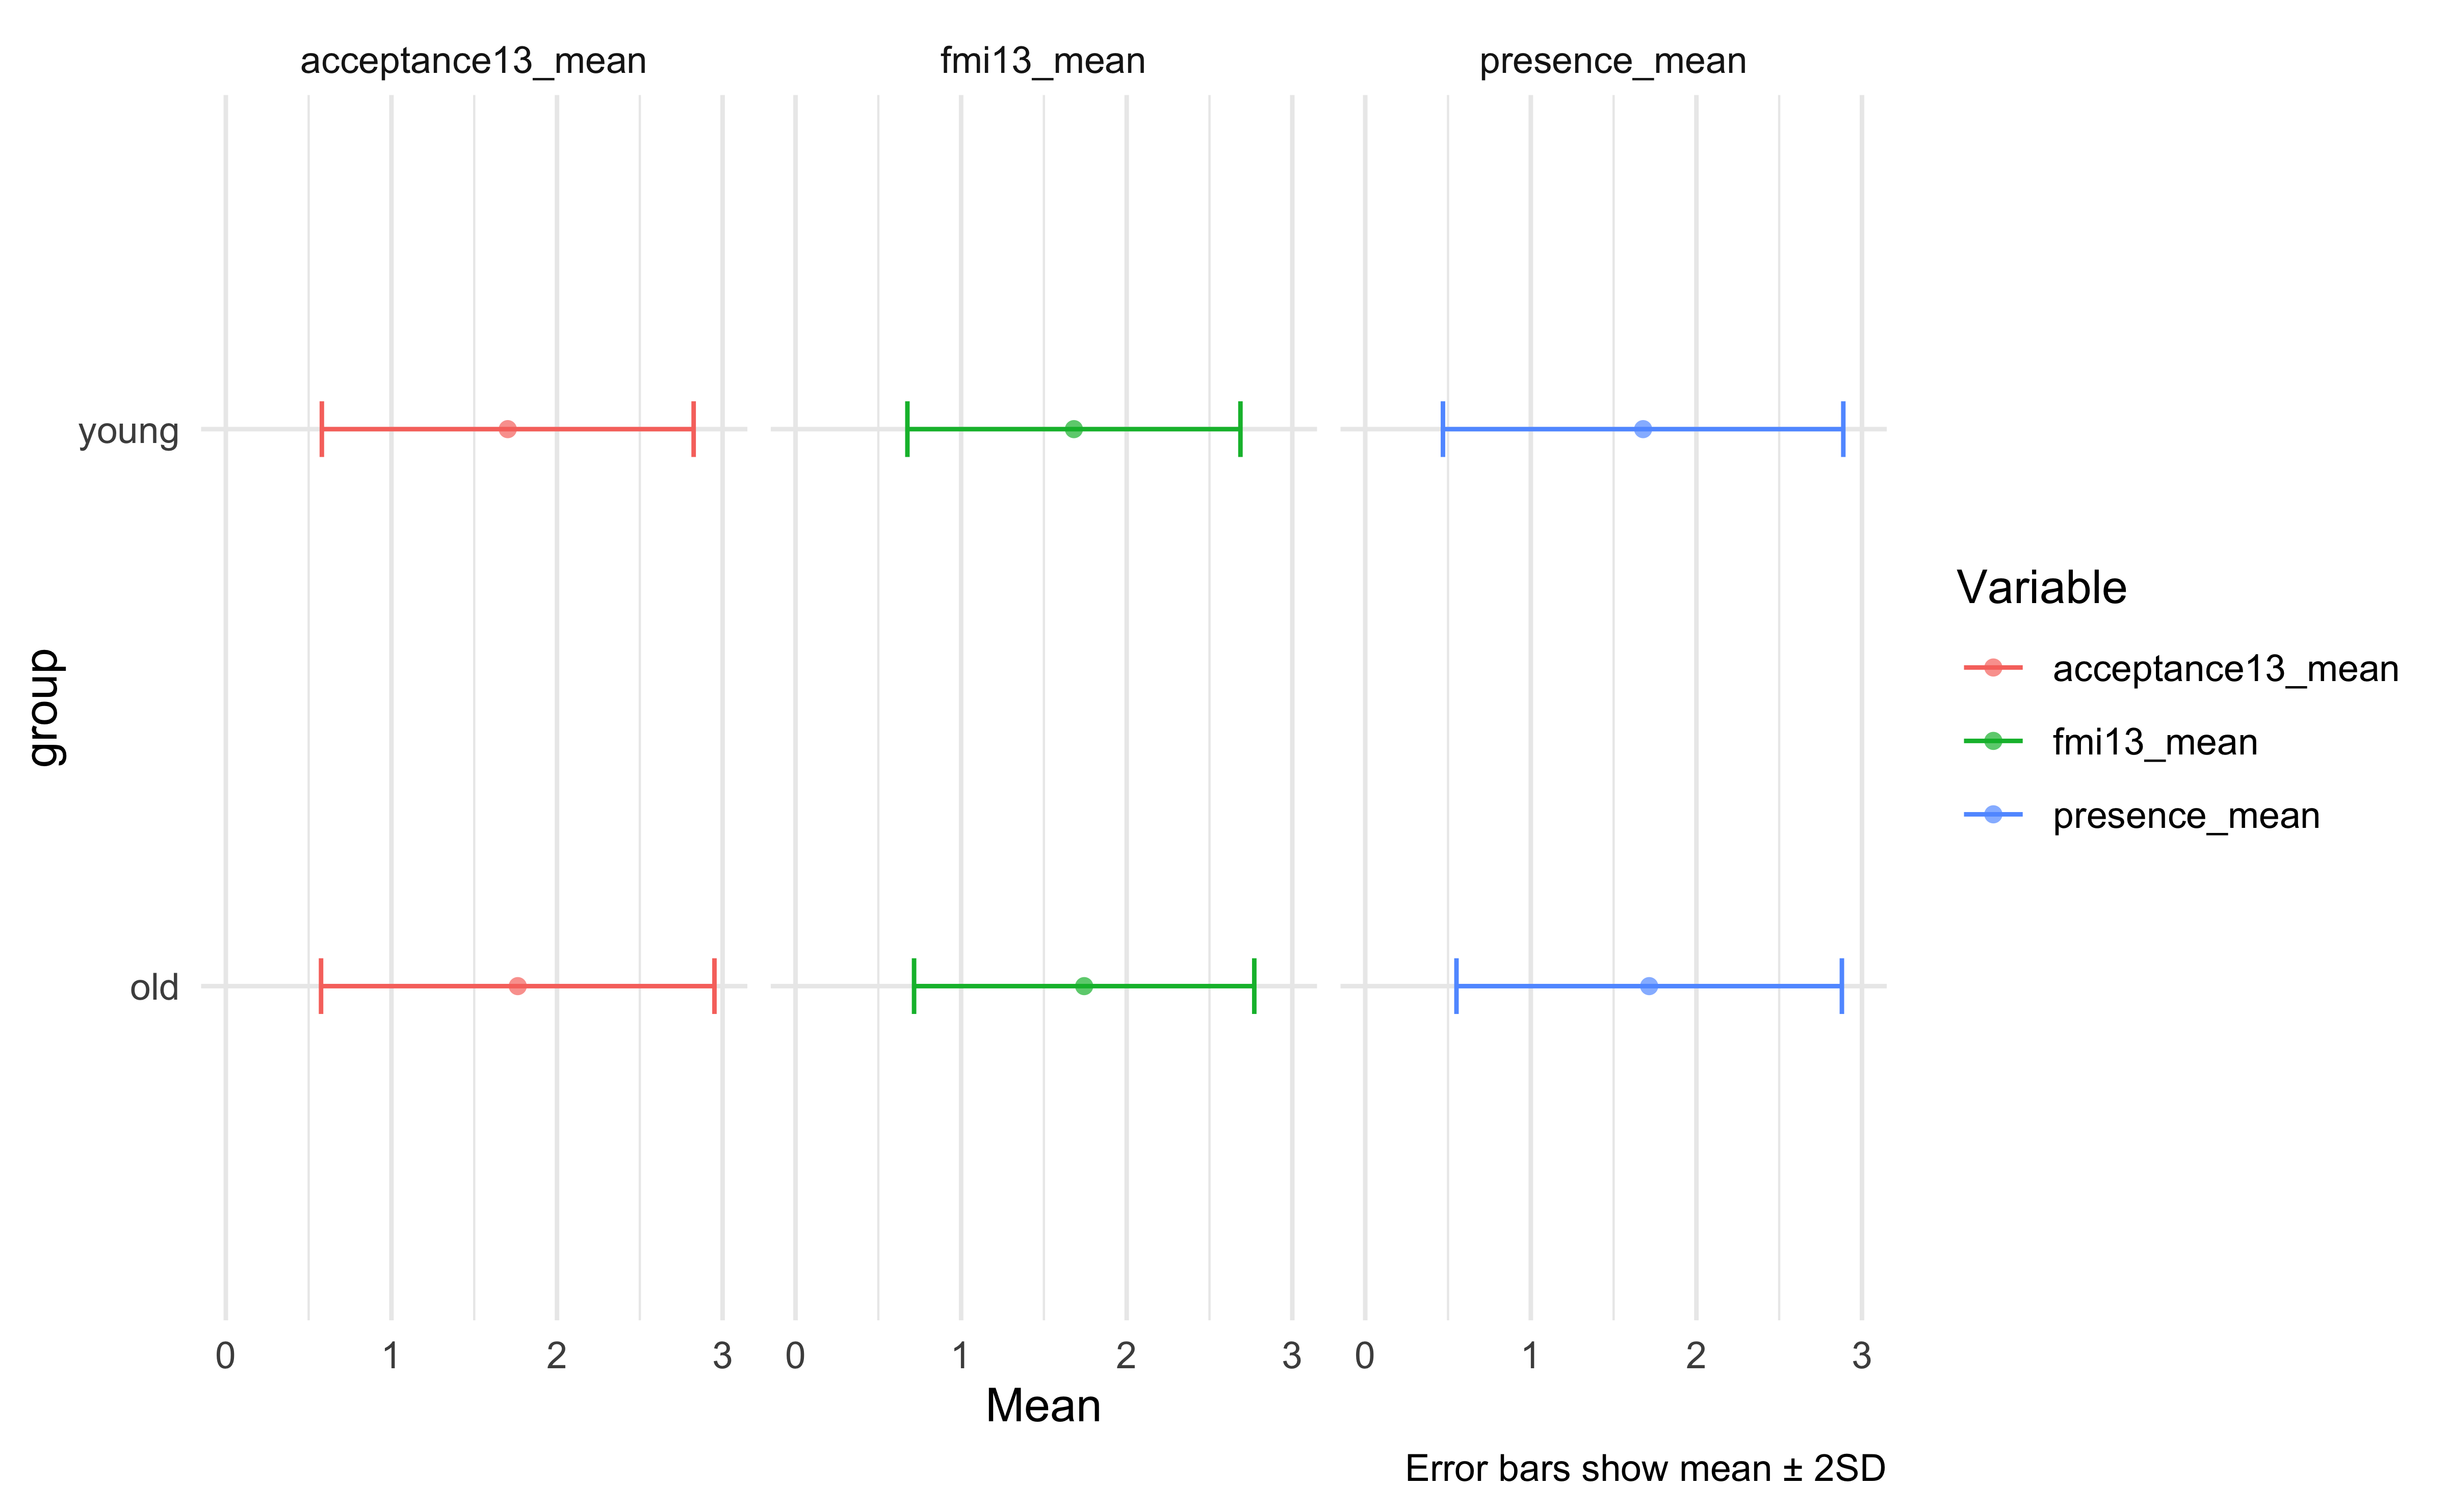 acceptance13_mean
fmi13_mean
presence_mean
group
young
old
0 1 2 3
0 1 2 3
0 1 2 3
Mean
Variable
acceptance13_mean
fmi13_mean
presence_mean
Error bars show mean ± 2SD